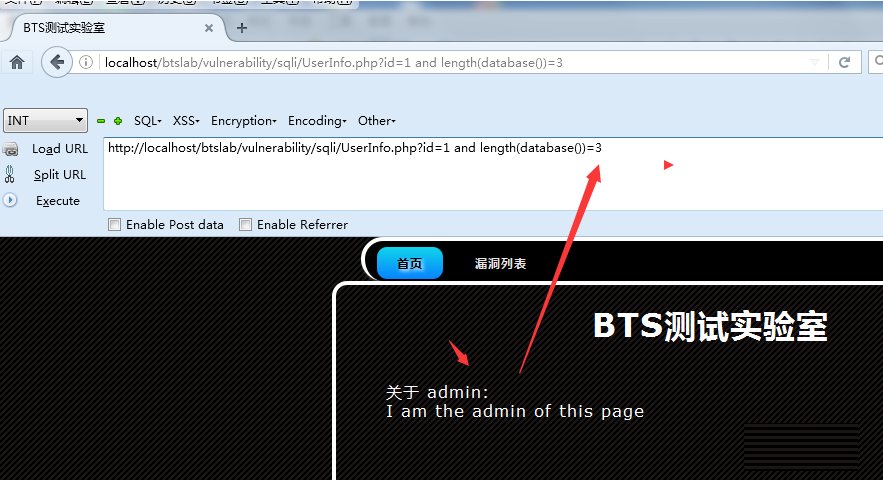 BTS测试实验室
localhost/btslab/vulnerability/sqli/UserInfo.php?id=1 and length(database())=3
INT
SQL
XSS
Encryption
Encoding
Other
Load URL
http://localhost/btslab/vulnerability/sqli/UserInfo.php?id=1 and length(database())=3
Split URL
Execute
Enable Post data
Enable Referrer
首页
漏洞列表
BTS测试实验室
关于 admin:
I am the admin of this page